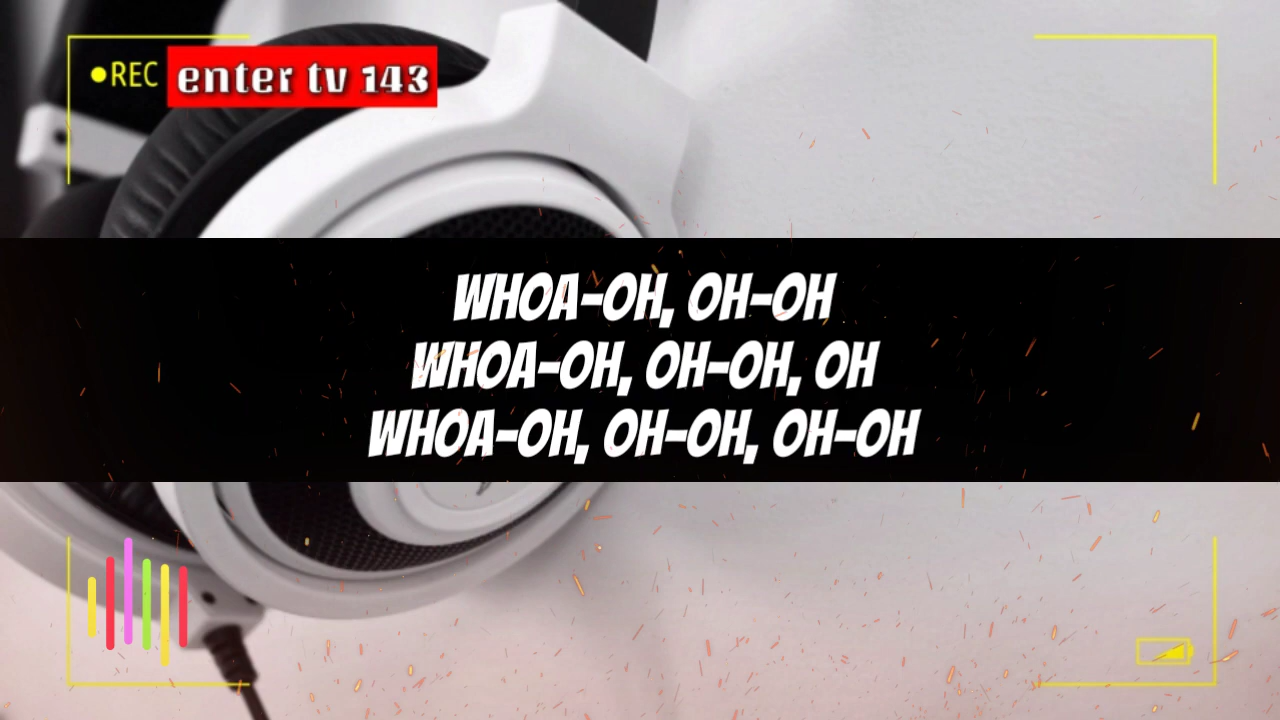 REC
enter tv 143
WHOA-OH, OH-OH
WHOA-OH, OH-OH, OH
WHOA-OH, OH-OH, OH-OH